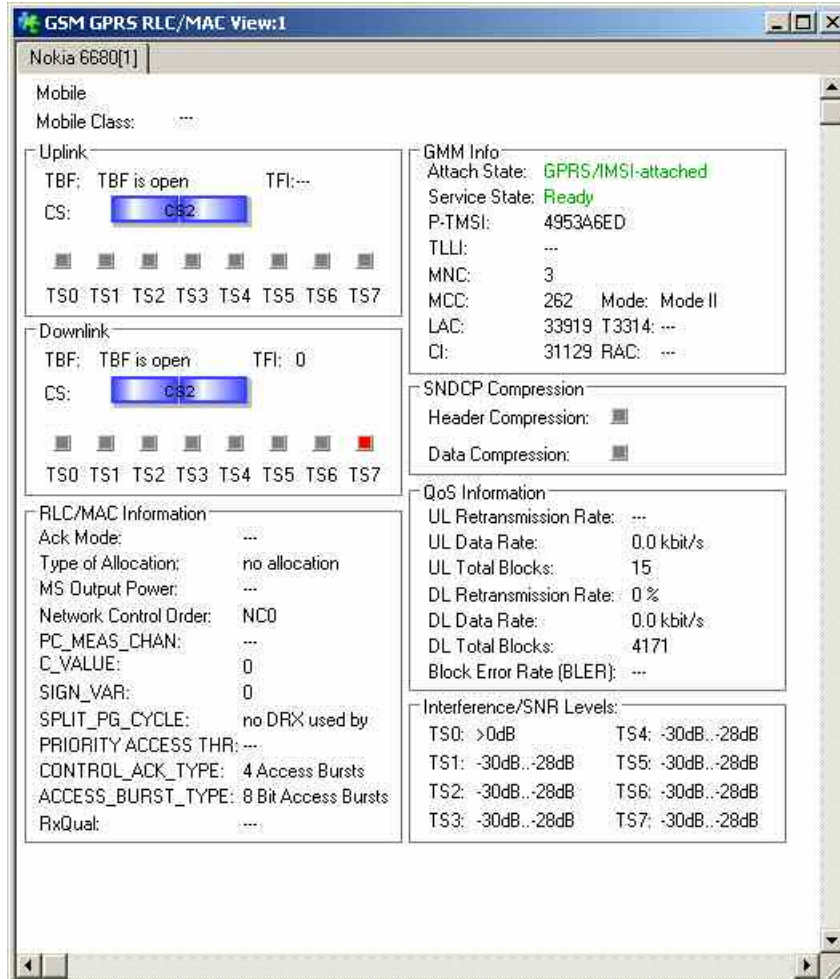 GSM GPRS RLC/MAC View:1
Nokia 6680[1]
Mobile
Mobile Class: ---
Uplink
TBF: TBF is open TFI:---
CS: CS2
TS0 TS1 TS2 TS3 TS4 TS5 TS6 TS7
Downlink
TBF: TBF is open TFI: 0
CS: CS2
TS0 TS1 TS2 TS3 TS4 TS5 TS6 TS7
RLC/MAC Information
Ack Mode: ---
Type of Allocation: no allocation
MS Output Power: ---
Network Control Order: NC0
PC_MEAS_CHAN: ---
C_VALUE: 0
SIGN_VAR: 0
SPLIT_PG_CYCLE: no DRX used by
PRIORITY ACCESS THR: ---
CONTROL_ACK_TYPE: 4 Access Bursts
ACCESS_BURST_TYPE: 8 Bit Access Bursts
RxQual: ---
GMM Info
Attach State: GPRS/IMSI-attached
Service State: Ready
P-TMSI: 4953A6ED
TLLI: ---
MNC: 3
MCC: 262 Mode: Mode II
LAC: 33919 T3314: ---
CI: 31129 RAC: ---
SNDCP Compression
Header Compression:
Data Compression:
QoS Information
UL Retransmission Rate: ---
UL Data Rate: 0.0 kbit/s
UL Total Blocks: 15
DL Retransmission Rate: 0 %
DL Data Rate: 0.0 kbit/s
DL Total Blocks: 4171
Block Error Rate (BLER): ---
Interference/SNR Levels:
TS0: >0dB TS4: -30dB..-28dB
TS1: -30dB..-28dB TS5: -30dB..-28dB
TS2: -30dB..-28dB TS6: -30dB..-28dB
TS3: -30dB..-28dB TS7: -30dB..-28dB